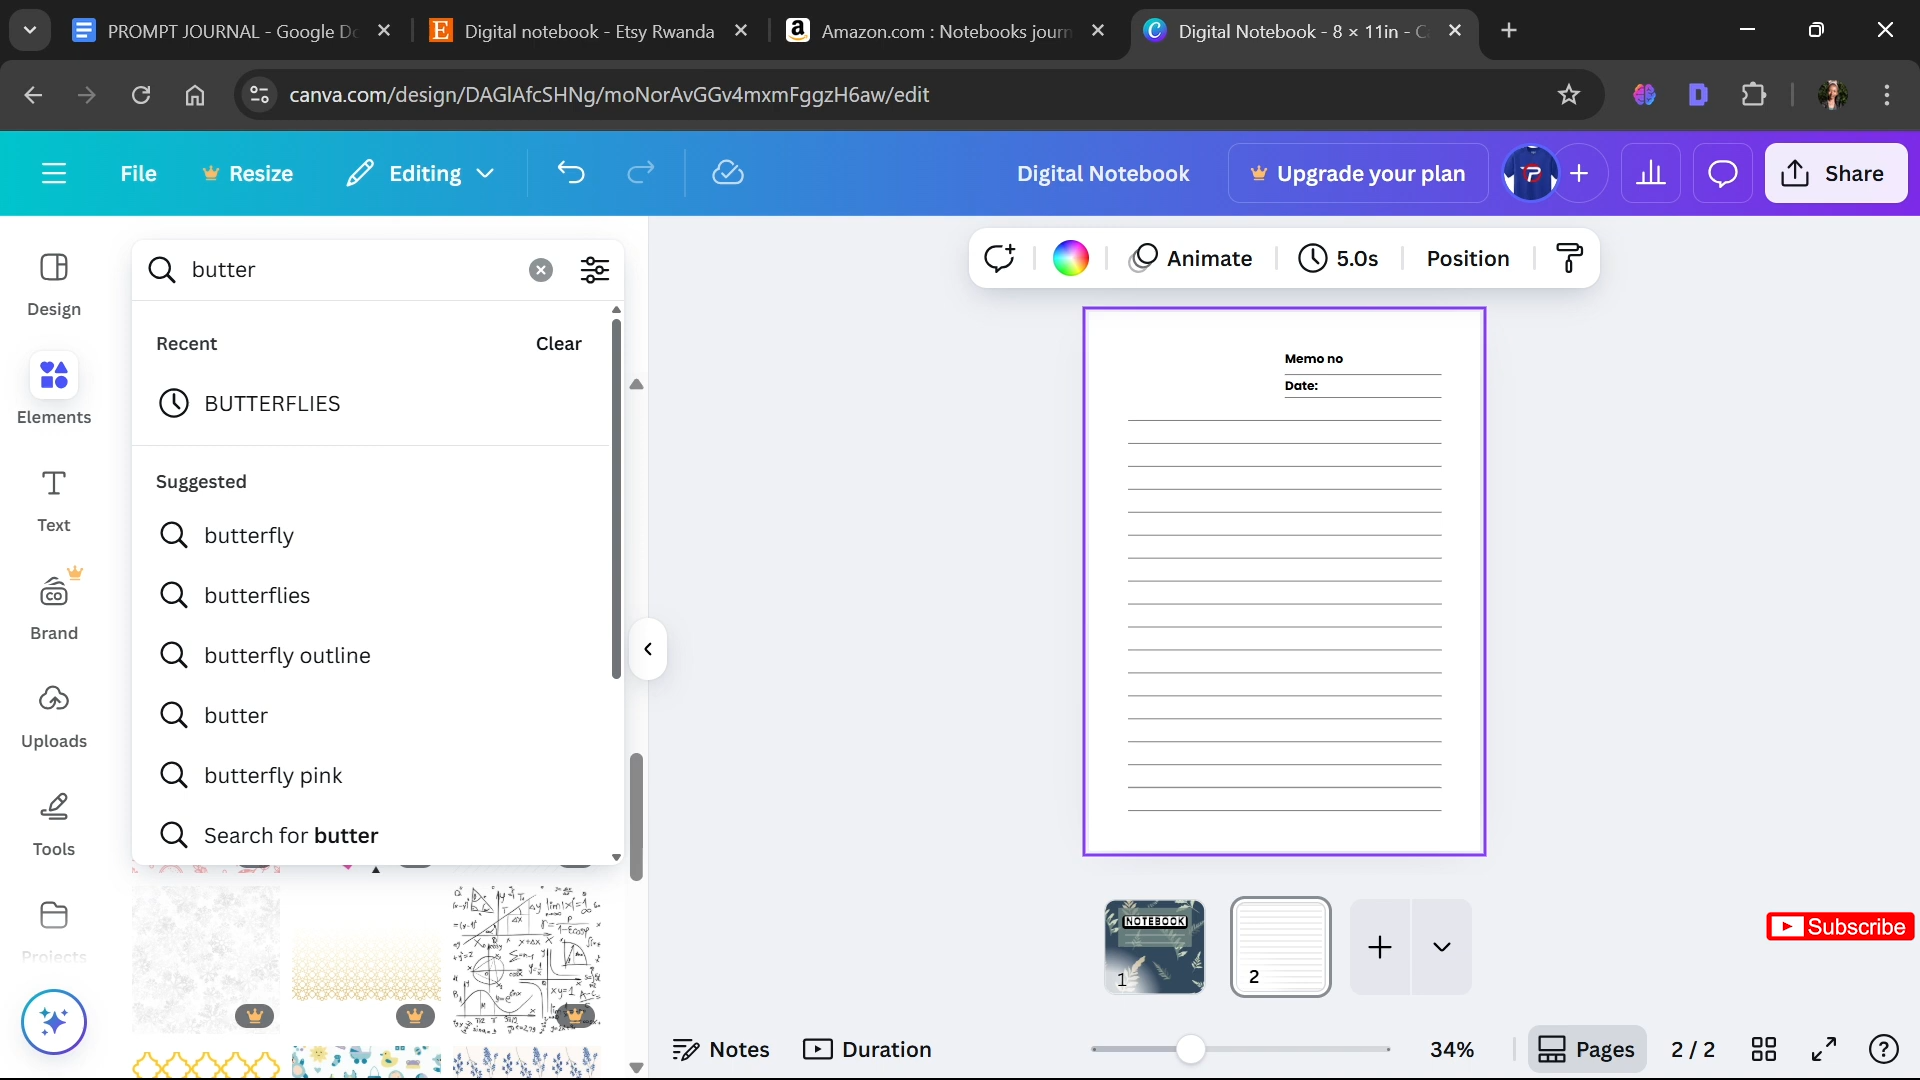 PROMPT JOURNAL - Google Do
Digital notebook - Etsy Rwanda
Amazon.com : Notebooks journ
Digital Notebook - 8 × 11in - C
canva.com/design/DAGlAfcSHNg/moNorAvGGv4mxmFggzH6aw/edit
File
Resize
Editing
Digital Notebook
Upgrade your plan
Share
Design
Elements
Text
Brand
Uploads
Tools
Projects
butter
Recent
Clear
BUTTERFLIES
Suggested
butterfly
butterflies
butterfly outline
butter
butterfly pink
Search for butter
Animate
5.0s
Position
Memo no
Date:
NOTEBOOK
1
2
Subscribe
Notes
Duration
34%
Pages
2 / 2